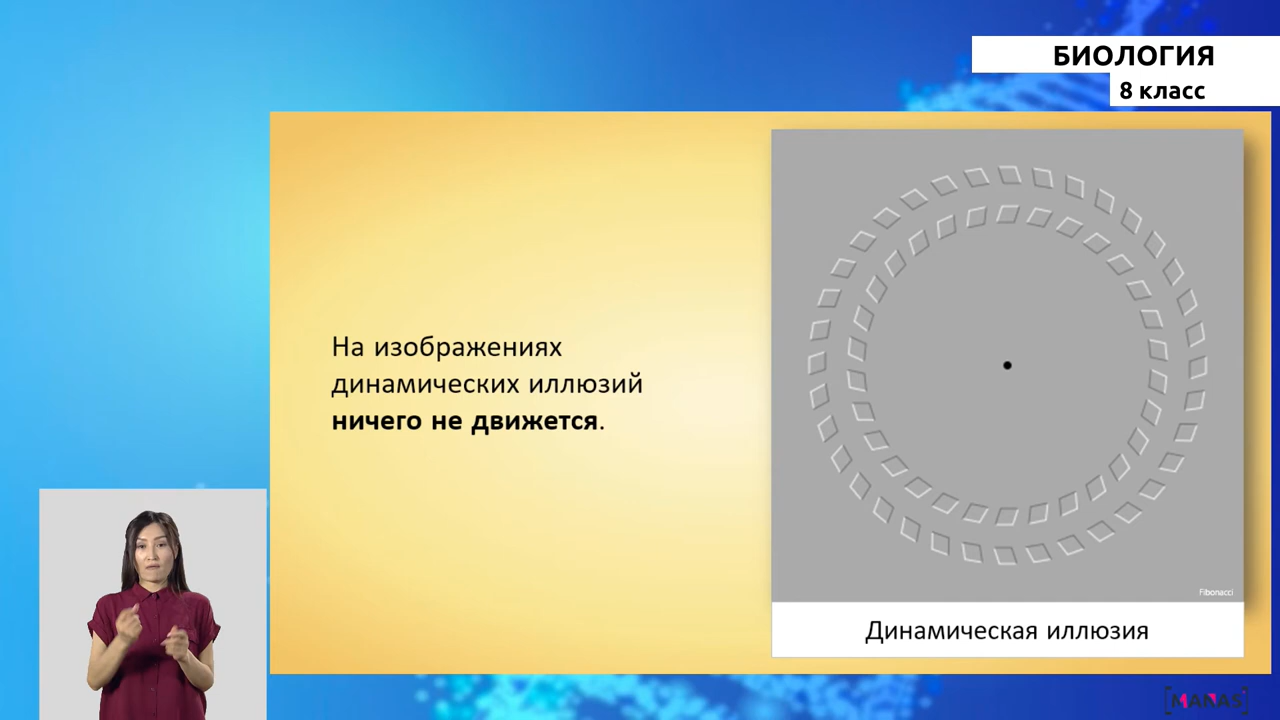 БИОЛОГИЯ
8 класс
На изображениях
динамических иллюзий
ничего не движется.
Fibonacci
Динамическая иллюзия
MANAS